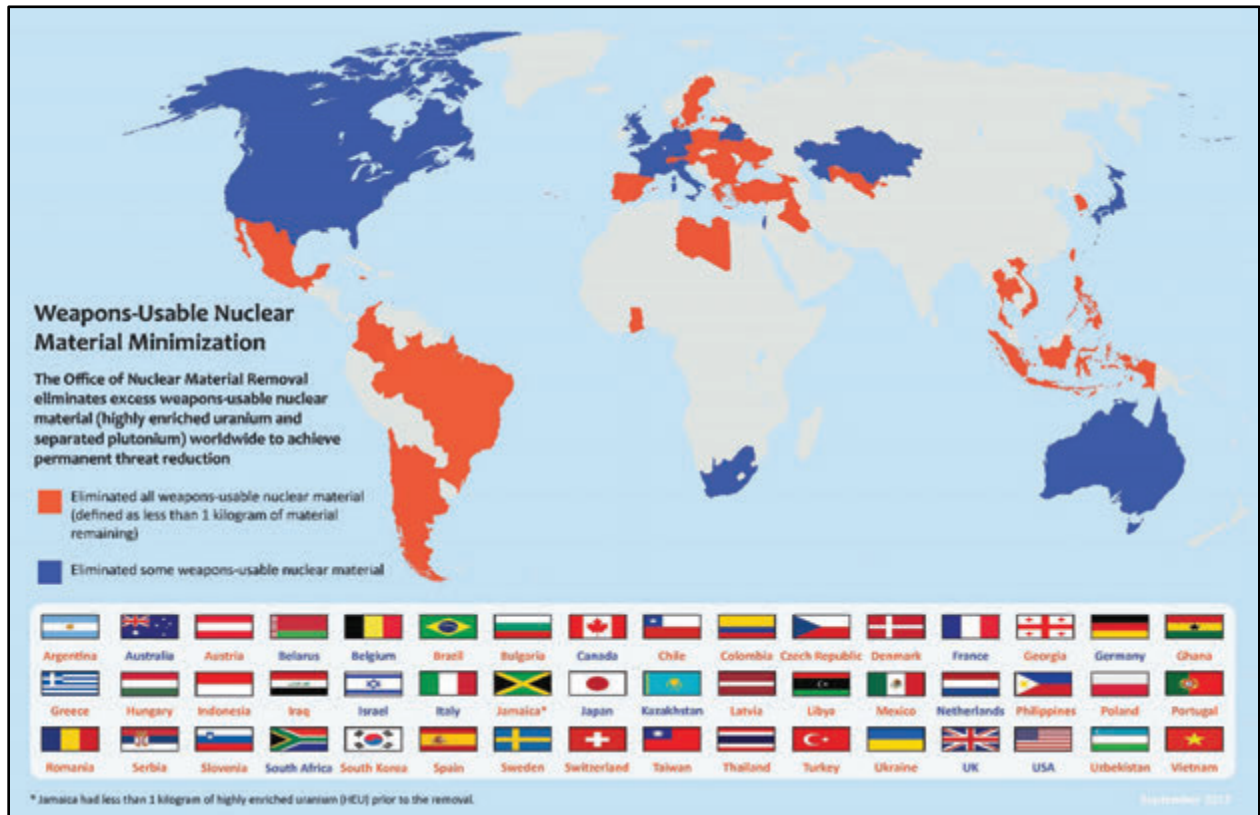 Weapons-Usable Nuclear
Material Minimization
The Office of Nuclear Material Removal
eliminates excess weapons-usable nuclear
material (highly enriched uranium and
separated plutonium) worldwide to achieve
permanent threat reduction
Eliminated all weapons-usable nuclear material
(defined as less than 1 kilogram of material
remaining)
Eliminated some weapons-usable nuclear material
Argentina Australia Austria Belarus Belgium Brazil Bulgaria Canada Chile Colombia Czech Republic Denmark France Georgia Germany Ghana
Greece Hungary Indonesia Iraq Israel Italy Jamaica* Japan Kazakhstan Latvia Libya Mexico Netherlands Philippines Poland Portugal
Romania Serbia Slovenia South Africa South Korea Spain Sweden Switzerland Taiwan Thailand Turkey Ukraine UK USA Uzbekistan Vietnam
* Jamaica had less than 1 kilogram of highly enriched uranium (HEU) prior to the removal.
September